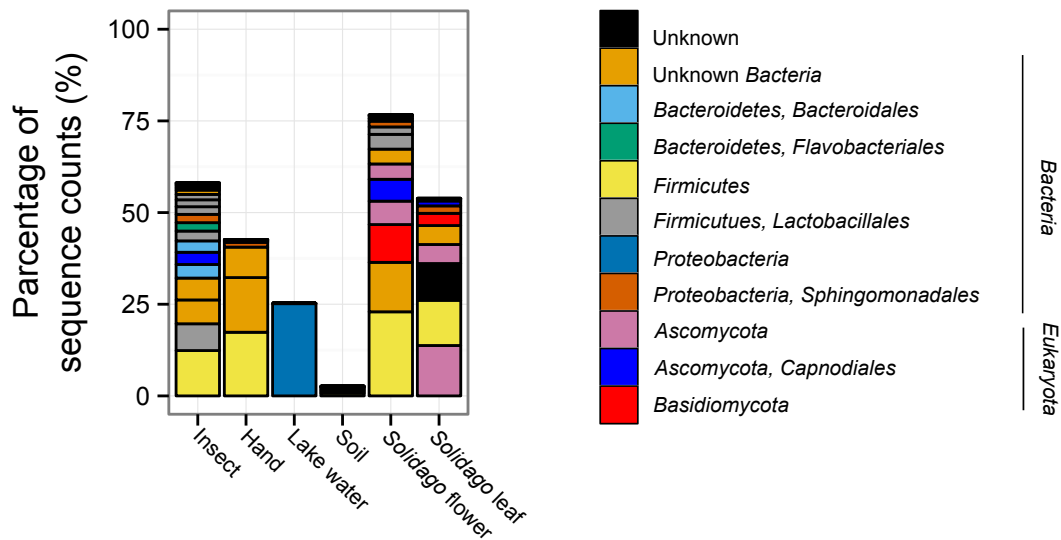 Parcentage of
sequence counts (%)
100
75
50
25
0
Insect
Hand
Lake water
Soil
Solidago flower
Solidago leaf
Unknown
Unknown Bacteria
Bacteroidetes, Bacteroidales
Bacteroidetes, Flavobacteriales
Firmicutes
Firmicutues, Lactobacillales
Proteobacteria
Proteobacteria, Sphingomonadales
Ascomycota
Ascomycota, Capnodiales
Basidiomycota
Bacteria
Eukaryota